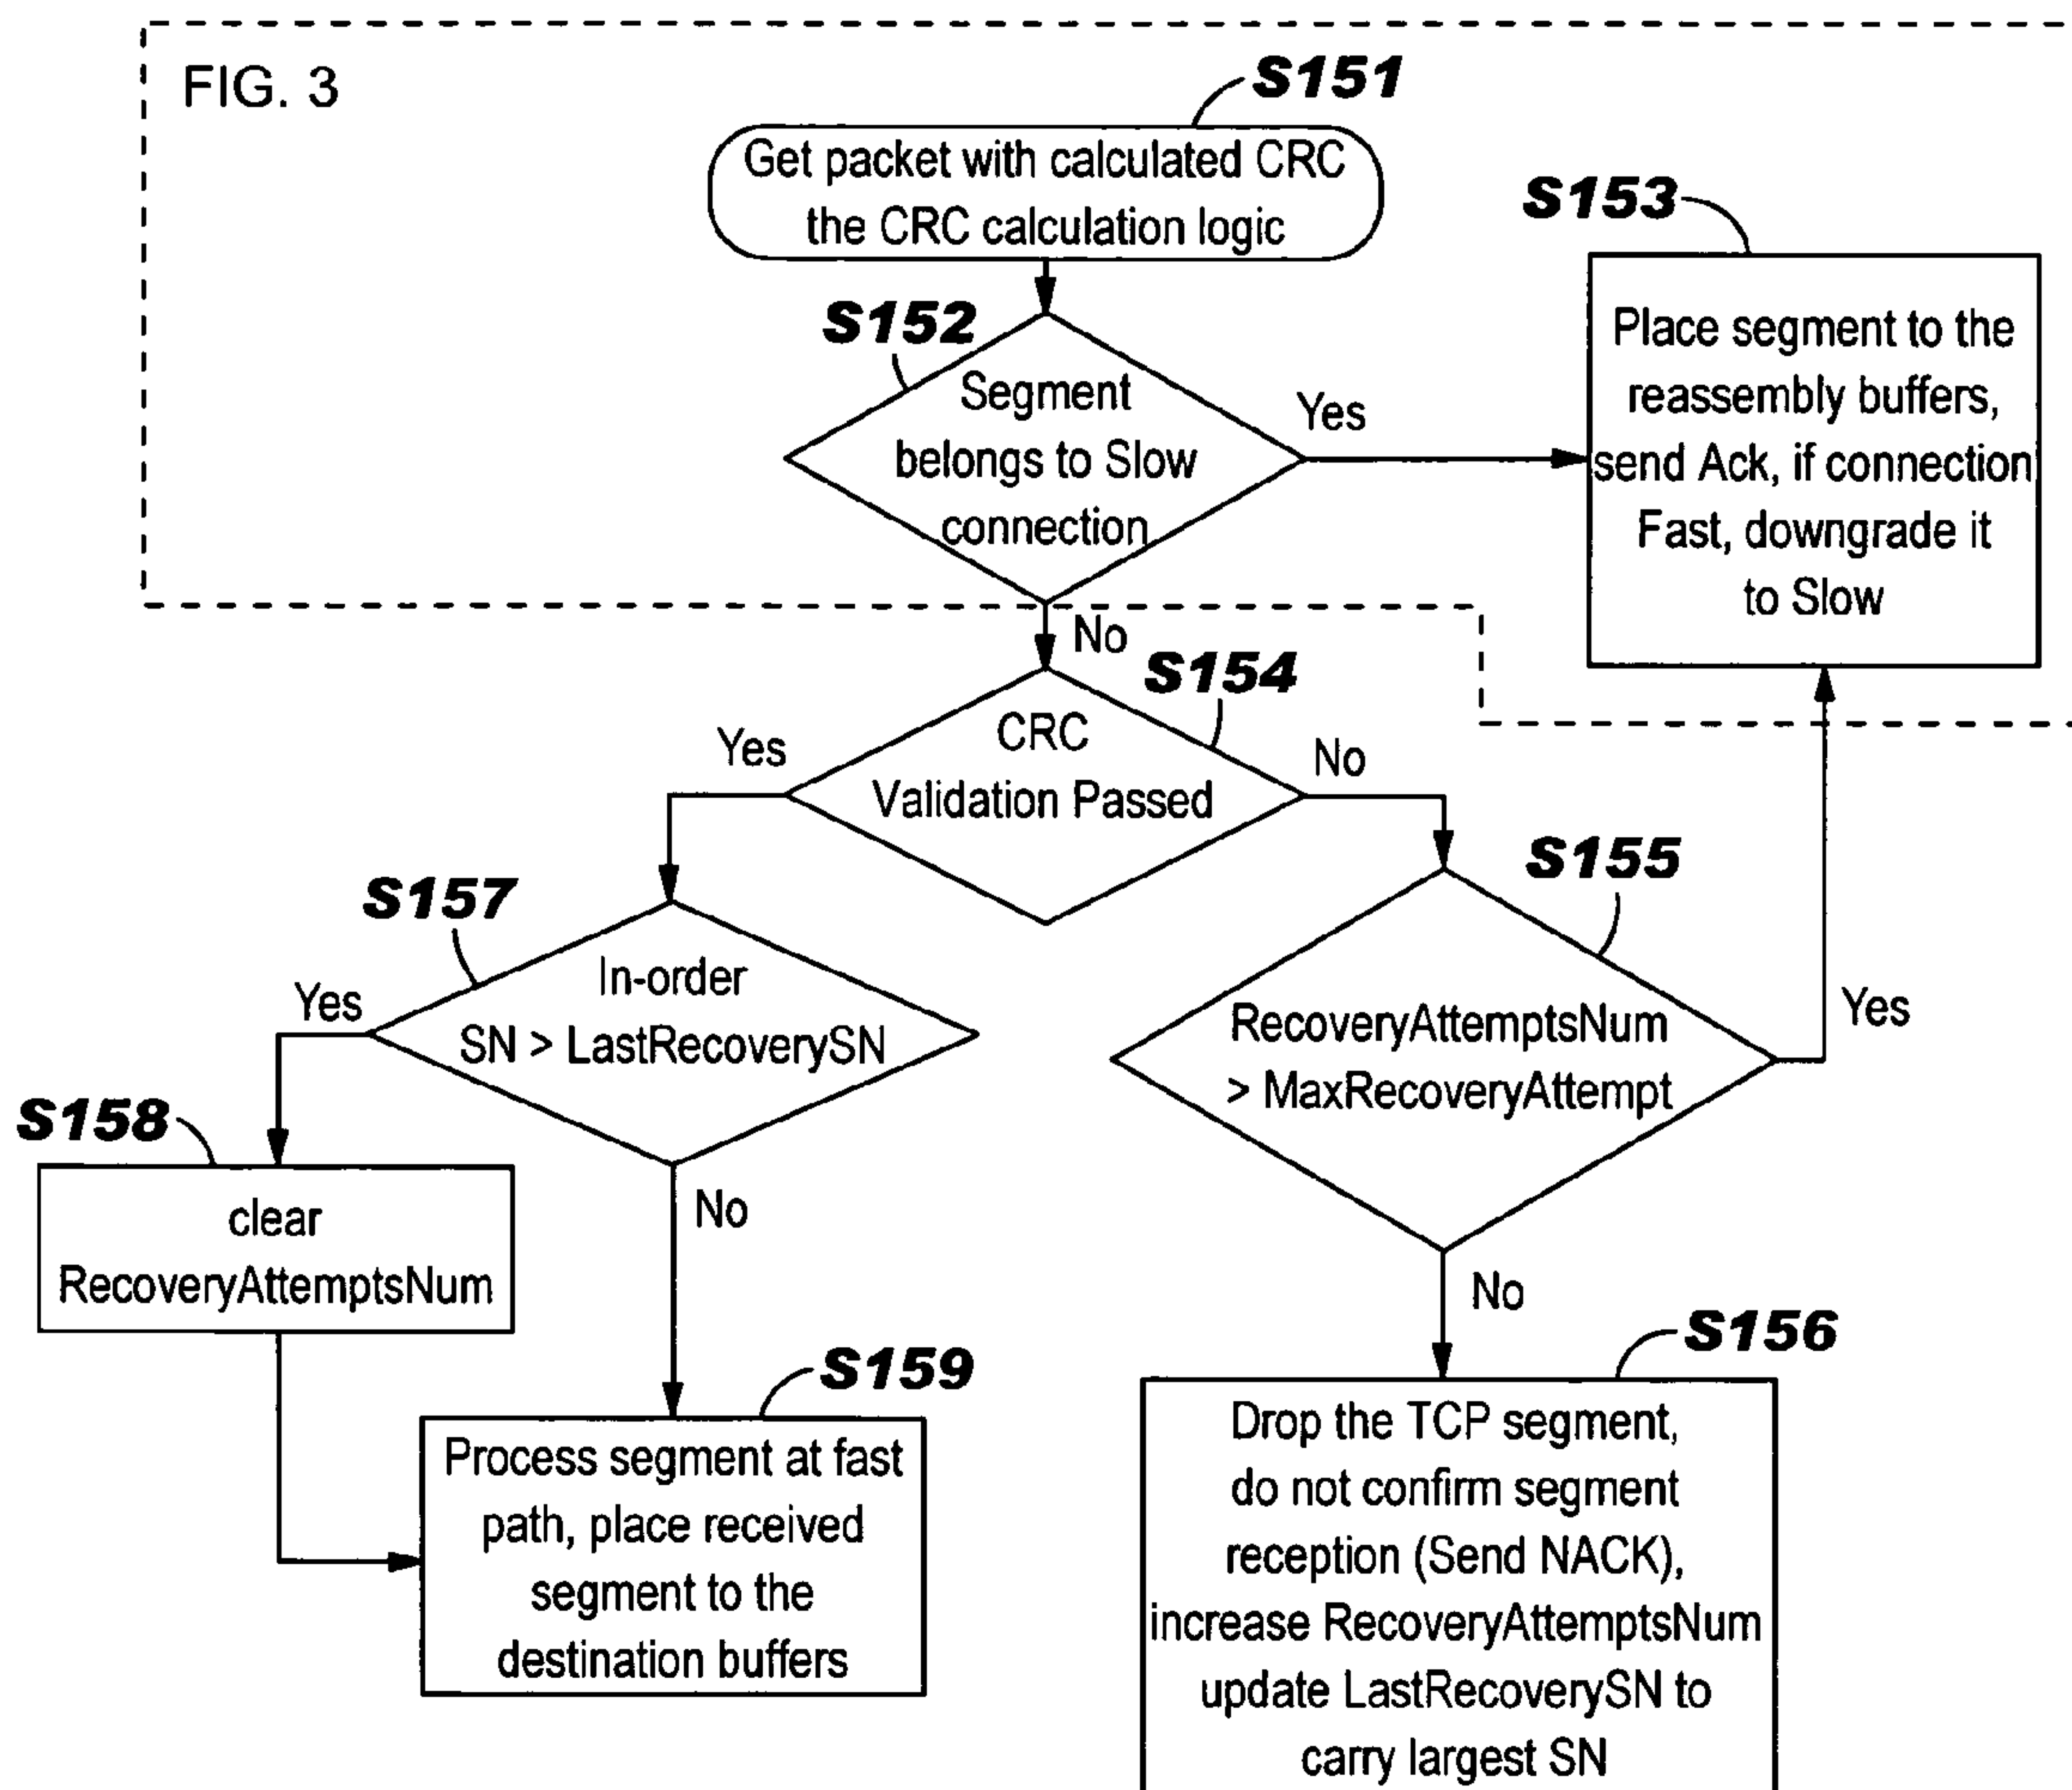 FIG. 3
S151
Get packet with calculated CRC
the CRC calculation logic
S152
Segment
belongs to Slow
connection
Yes
S153
Place segment to the
reassembly buffers,
send Ack, if connection
Fast, downgrade it
to Slow
No
S154
CRC
Validation Passed
Yes
No
S155
RecoveryAttemptsNum
> MaxRecoveryAttempt
Yes
S157
In-order
SN > LastRecoverySN
Yes
S158
clear
RecoveryAttemptsNum
No
S159
Process segment at fast
path, place received
segment to the
destination buffers
No
S156
Drop the TCP segment,
do not confirm segment
reception (Send NACK),
increase RecoveryAttemptsNum
update LastRecoverySN to
carry largest SN